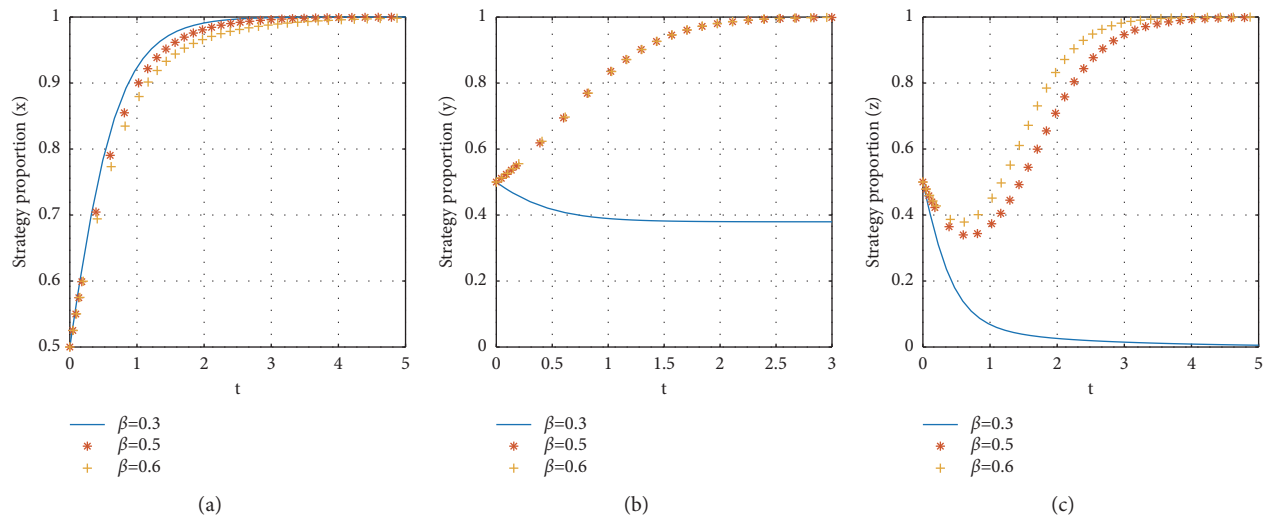 Strategy proportion (x)
1
0.9
0.8
0.7
0.6
0.5
0 1 2 3 4 5
t
β=0.3
β=0.5
β=0.6
(a)
Strategy proportion (y)
1
0.8
0.6
0.4
0.2
0
0 0.5 1 1.5 2 2.5 3
t
β=0.3
β=0.5
β=0.6
(b)
Strategy proportion (z)
1
0.8
0.6
0.4
0.2
0
0 1 2 3 4 5
t
β=0.3
β=0.5
β=0.6
(c)